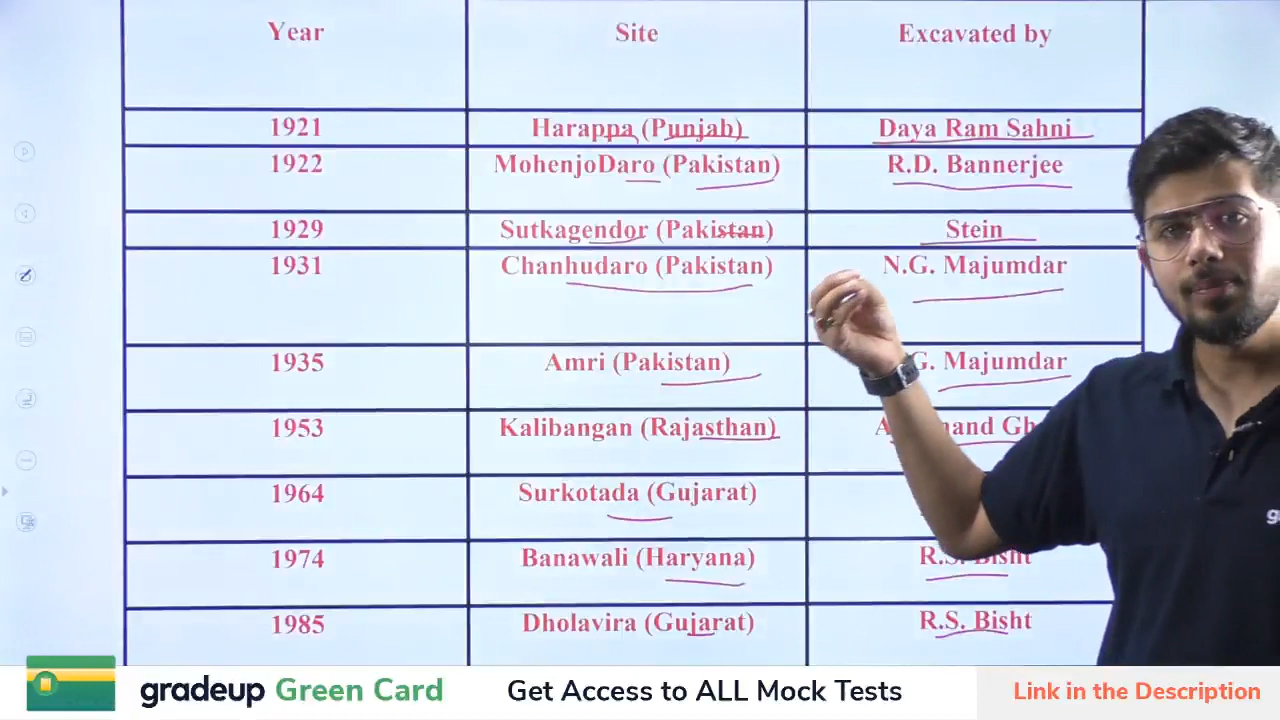 Year Site Excavated by
1921 Harappa (Punjab) Daya Ram Sahni
1922 MohenjoDaro (Pakistan) R.D. Bannerjee
1929 Sutkagendor (Pakistan) Stein
1931 Chanhudaro (Pakistan) N.G. Majumdar
1935 Amri (Pakistan) G. Majumdar
1953 Kalibangan (Rajasthan)
1964 Surkotada (Gujarat)
1974 Banawali (Haryana) R.S. Bisht
1985 Dholavira (Gujarat) R.S. Bisht
gradeup Green Card Get Access to ALL Mock Tests Link in the Description